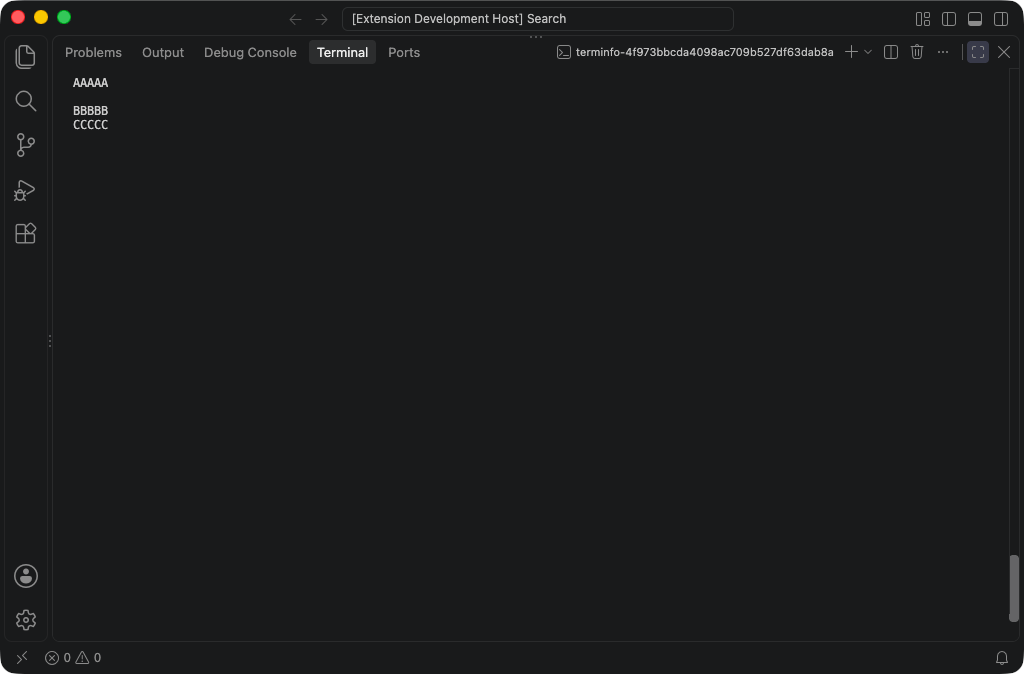 [Extension Development Host] Search
Problems Output Debug Console Terminal Ports terminfo-4f973bbcda4098ac709b527df63dab8a
AAAAA
BBBBB
CCCCC
0 0